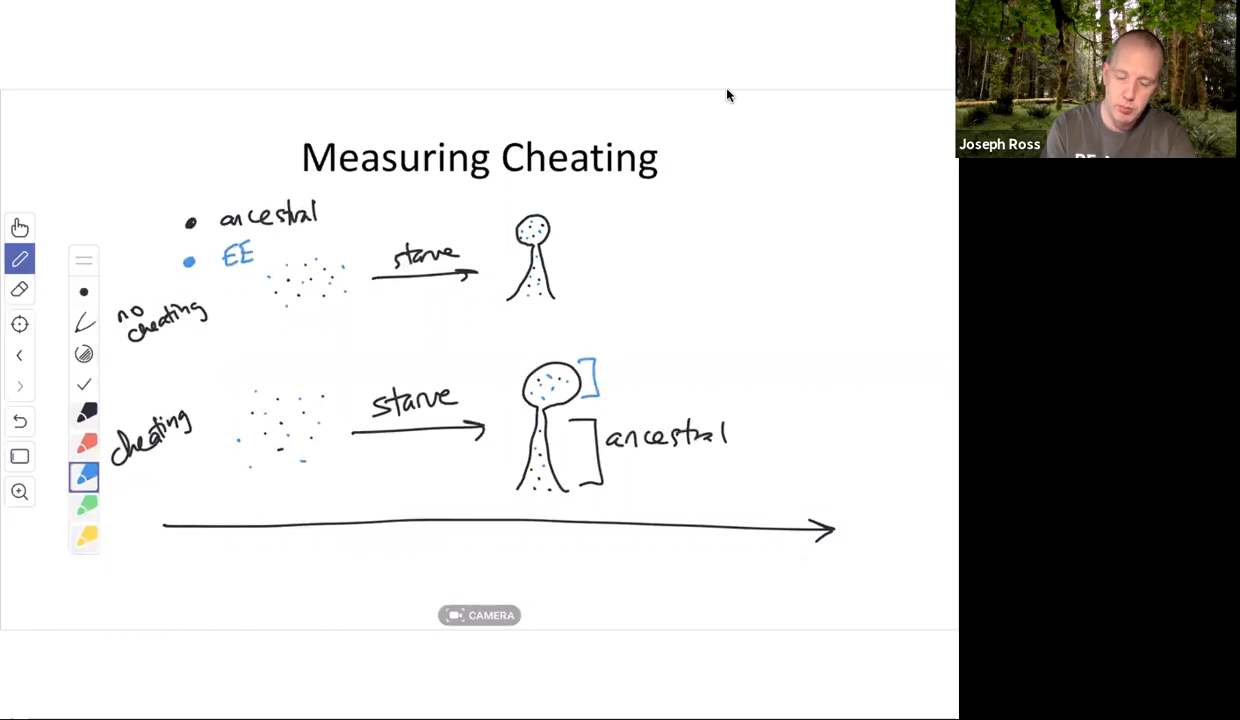 Joseph Ross
Measuring Cheating
ancestral
EE
starve
no
cheating
starve
cheating
ancestral
CAMERA